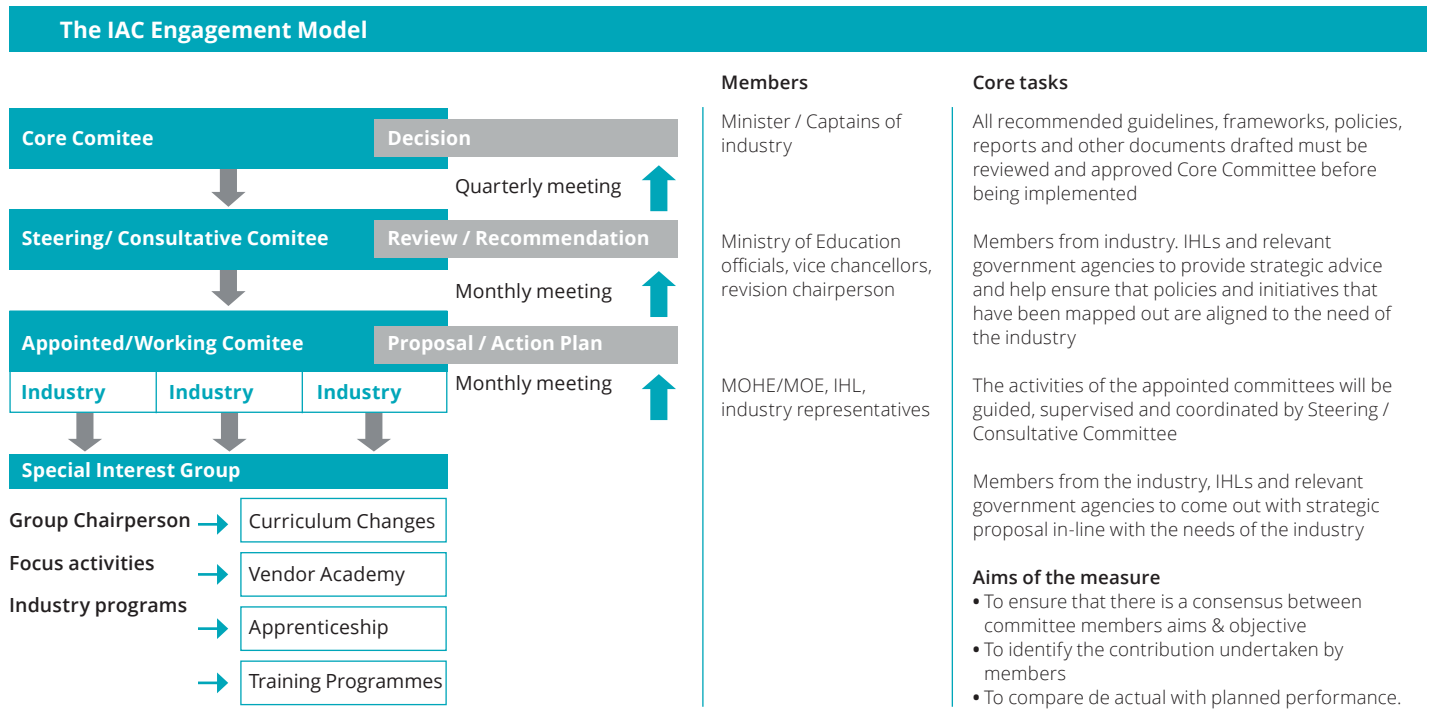 The IAC Engagement Model
Members
Core tasks
Core Comitee
Decision
Quarterly meeting
Minister / Captains of
industry
All recommended guidelines, frameworks, policies,
reports and other documents drafted must be
reviewed and approved Core Committee before
being implemented
Steering/ Consultative Comitee
Review / Recommendation
Monthly meeting
Ministry of Education
officials, vice chancellors,
revision chairperson
Members from industry. IHLs and relevant
government agencies to provide strategic advice
and help ensure that policies and initiatives that
have been mapped out are aligned to the need of
the industry
Appointed/Working Comitee
Proposal / Action Plan
Industry
Industry
Industry
Monthly meeting
MOHE/MOE, IHL,
industry representatives
The activities of the appointed committees will be
guided, supervised and coordinated by Steering /
Consultative Committee
Special Interest Group
Members from the industry, IHLs and relevant
government agencies to come out with strategic
proposal in-line with the needs of the industry
Group Chairperson
Focus activities
Industry programs
Curriculum Changes
Vendor Academy
Apprenticeship
Training Programmes
Aims of the measure
• To ensure that there is a consensus between
committee members aims & objective
• To identify the contribution undertaken by
members
• To compare de actual with planned performance.